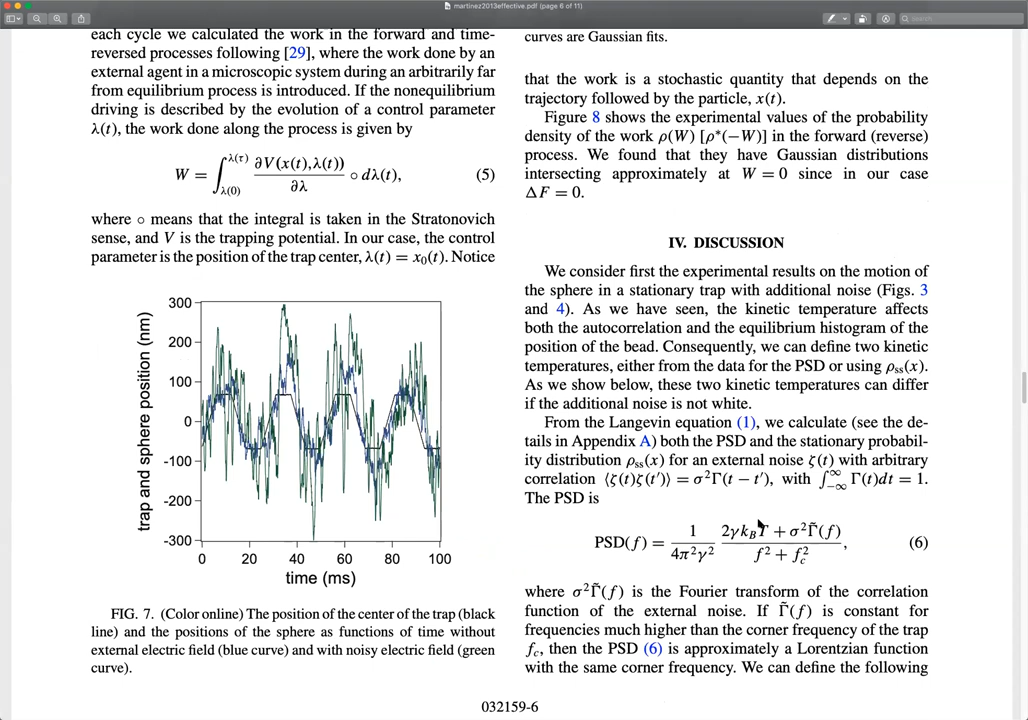 martinez2013effective.pdf (page 6 of 11)
Search
each cycle we calculated the work in the forward and time-
reversed processes following [29], where the work done by an
external agent in a microscopic system during an arbitrarily far
from equilibrium process is introduced. If the nonequilibrium
driving is described by the evolution of a control parameter
λ(t), the work done along the process is given by
W = ∫_{λ(0)}^{λ(τ)} ∂V(x(t),λ(t))/∂λ ∘ dλ(t), (5)
where ∘ means that the integral is taken in the Stratonovich
sense, and V is the trapping potential. In our case, the control
parameter is the position of the trap center, λ(t) = x₀(t). Notice
trap and sphere position (nm)
300
200
100
0
-100
-200
-300
0 20 40 60 80 100
time (ms)
FIG. 7. (Color online) The position of the center of the trap (black
line) and the positions of the sphere as functions of time without
external electric field (blue curve) and with noisy electric field (green
curve).
curves are Gaussian fits.
that the work is a stochastic quantity that depends on the
trajectory followed by the particle, x(t).
Figure 8 shows the experimental values of the probability
density of the work ρ(W) [ρ*(−W)] in the forward (reverse)
process. We found that they have Gaussian distributions
intersecting approximately at W = 0 since in our case
ΔF = 0.
IV. DISCUSSION
We consider first the experimental results on the motion of
the sphere in a stationary trap with additional noise (Figs. 3
and 4). As we have seen, the kinetic temperature affects
both the autocorrelation and the equilibrium histogram of the
position of the bead. Consequently, we can define two kinetic
temperatures, either from the data for the PSD or using ρ_ss(x).
As we show below, these two kinetic temperatures can differ
if the additional noise is not white.
From the Langevin equation (1), we calculate (see the de-
tails in Appendix A) both the PSD and the stationary probabil-
ity distribution ρ_ss(x) for an external noise ζ(t) with arbitrary
correlation ⟨ζ(t)ζ(t′)⟩ = σ²Γ(t − t′), with ∫_{−∞}^{∞} Γ(t)dt = 1.
The PSD is
PSD(f) = 1/(4π²γ²) (2γk_BT + σ²Γ̃(f))/(f² + f_c²), (6)
where σ²Γ̃(f) is the Fourier transform of the correlation
function of the external noise. If Γ̃(f) is constant for
frequencies much higher than the corner frequency of the trap
f_c, then the PSD (6) is approximately a Lorentzian function
with the same corner frequency. We can define the following
032159-6